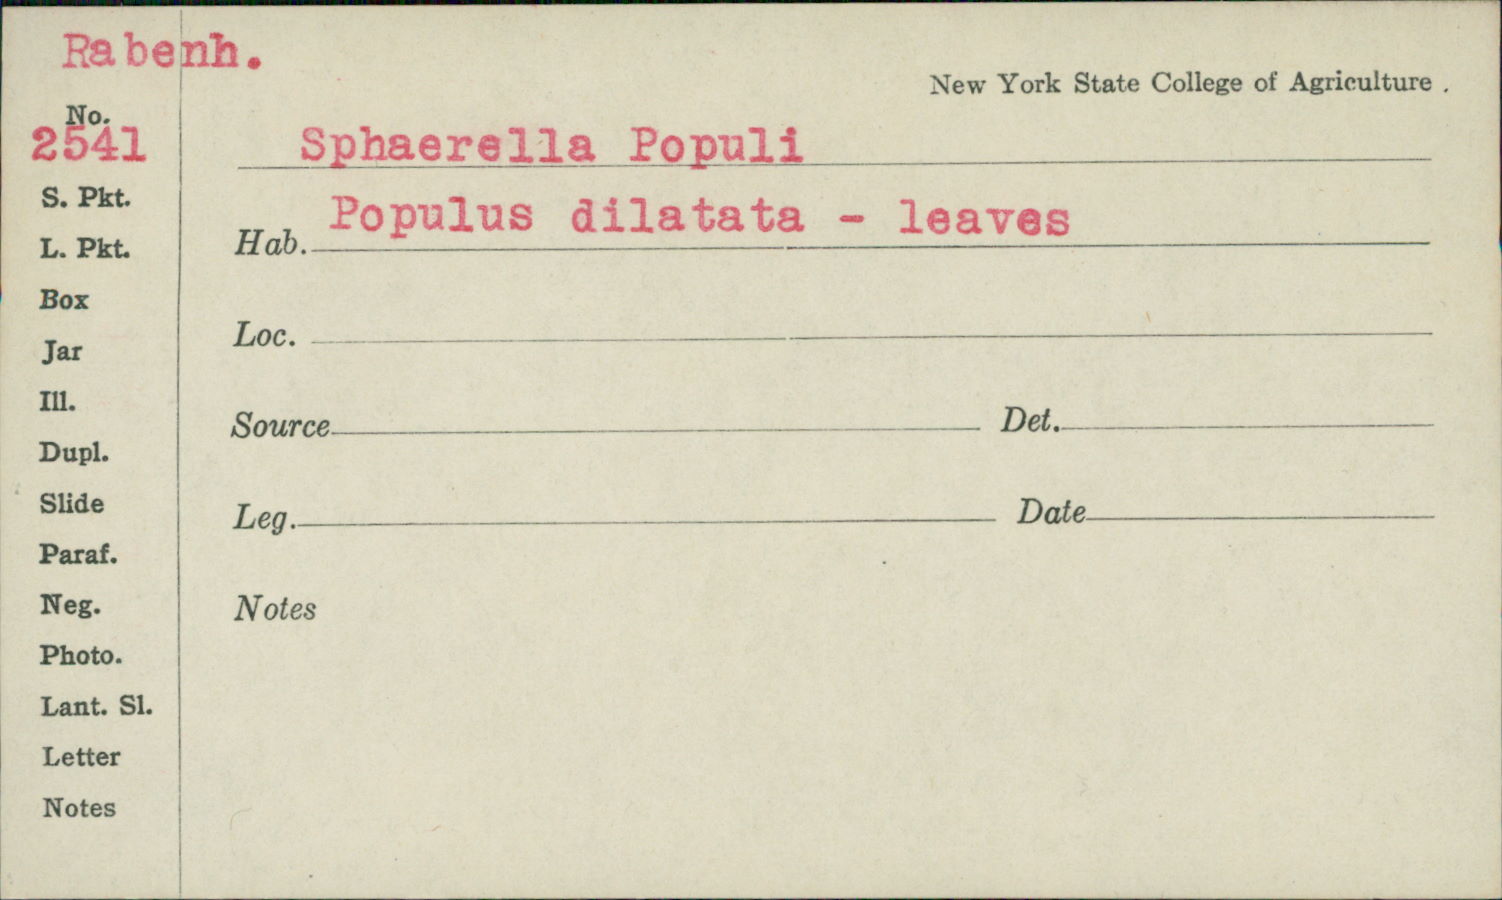 Rabenh.
New York State College of Agriculture .
No.
2541
Sphaerella Populi
S. Pkt.
Hab. Populus dilatata - leaves
L. Pkt.
Box
Loc.
Jar
Ill.
Source Det.
Dupl.
Slide
Leg. Date
Paraf.
Neg.
Notes
Photo.
Lant. Sl.
Letter
Notes